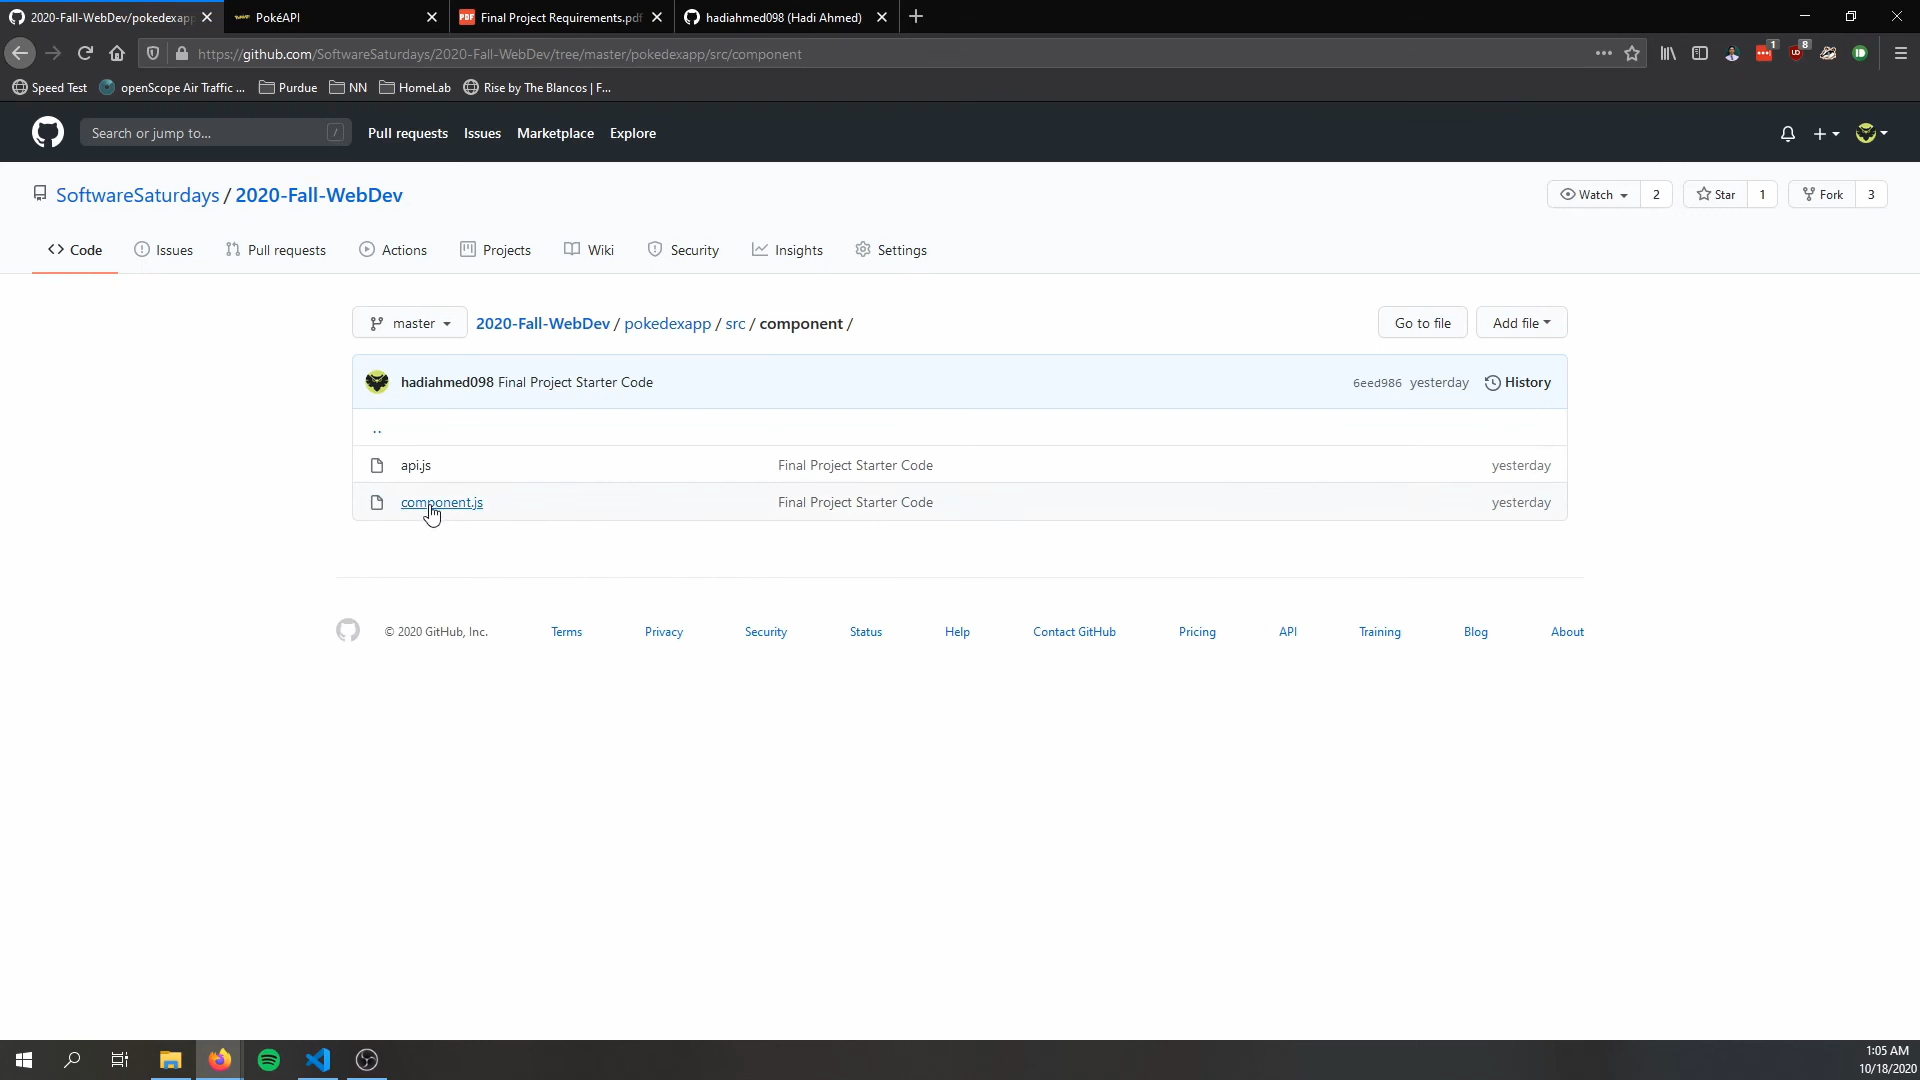 2020-Fall-WebDev/pokedexapp
PokéAPI
PDF Final Project Requirements.pdf
hadiahmed098 (Hadi Ahmed)
https://github.com/SoftwareSaturdays/2020-Fall-WebDev/tree/master/pokedexapp/src/component
1
8
Speed Test
openScope Air Traffic ...
Purdue
NN
HomeLab
Rise by The Blancos | F...
Search or jump to...
/
Pull requests
Issues
Marketplace
Explore
SoftwareSaturdays / 2020-Fall-WebDev
Watch 2
Star 1
Fork 3
Code
Issues
Pull requests
Actions
Projects
Wiki
Security
Insights
Settings
master
2020-Fall-WebDev / pokedexapp / src / component /
Go to file
Add file
hadiahmed098 Final Project Starter Code
6eed986 yesterday
History
..
api.js
Final Project Starter Code
yesterday
component.js
Final Project Starter Code
yesterday
© 2020 GitHub, Inc.
Terms
Privacy
Security
Status
Help
Contact GitHub
Pricing
API
Training
Blog
About
1:05 AM
10/18/2020